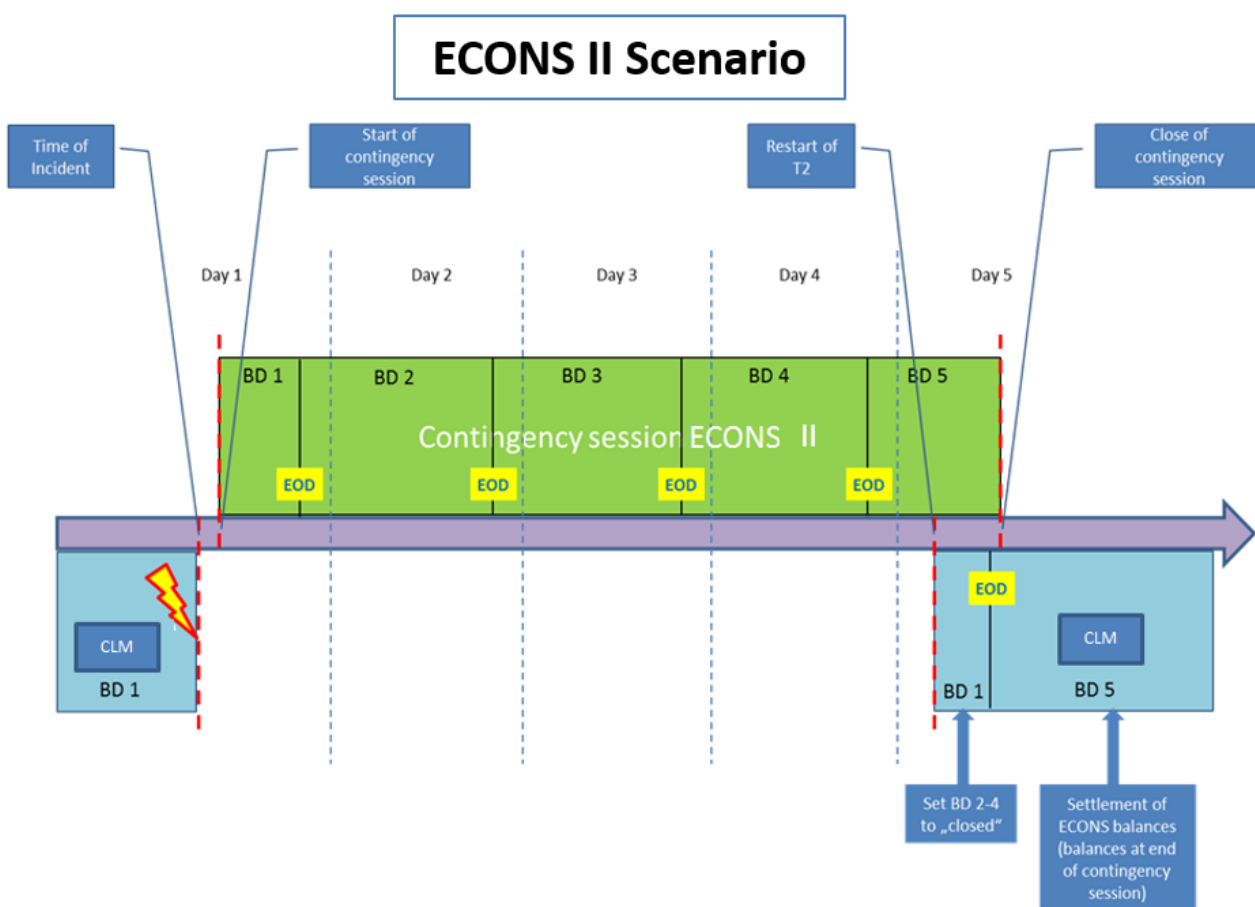 ECONS II Scenario
Time of
Incident
Start of
contingency
session
Restart of
T2
Close of
contingency
session
Day 1
Day 2
Day 3
Day 4
Day 5
BD 1
BD 2
BD 3
BD 4
BD 5
Contingency session ECONS II
EOD
EOD
EOD
EOD
CLM
BD 1
EOD
CLM
BD 1
BD 5
Set BD 2-4
to „closed“
Settlement of
ECONS balances
(balances at end
of contingency
session)